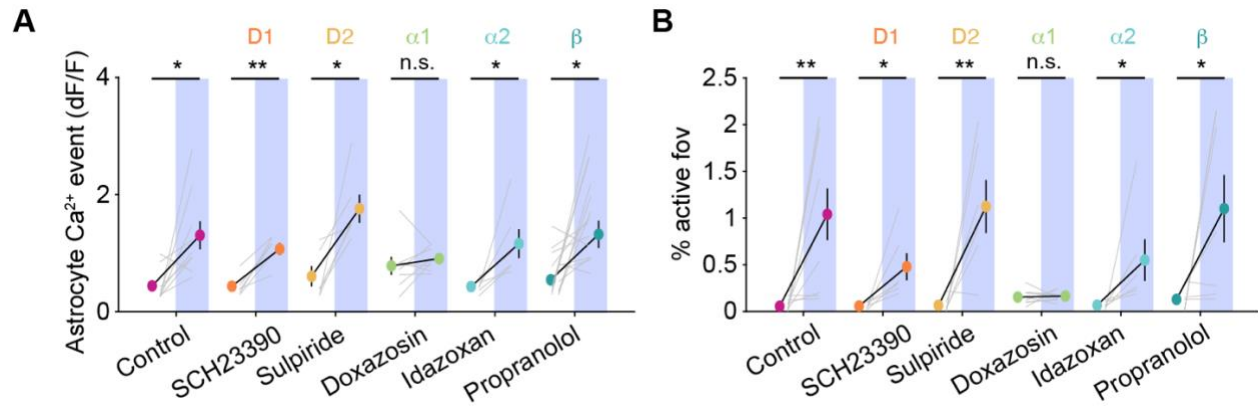 A
D1 D2 α1 α2 β
* ** * n.s. * *
4
2
0
Astrocyte Ca²⁺ event (dF/F)
Control
SCH23390
Sulpiride
Doxazosin
Idazoxan
Propranolol
B
D1 D2 α1 α2 β
** * ** n.s. * *
2.5
2
1.5
1
0.5
0
% active fov
Control
SCH23390
Sulpiride
Doxazosin
Idazoxan
Propranolol